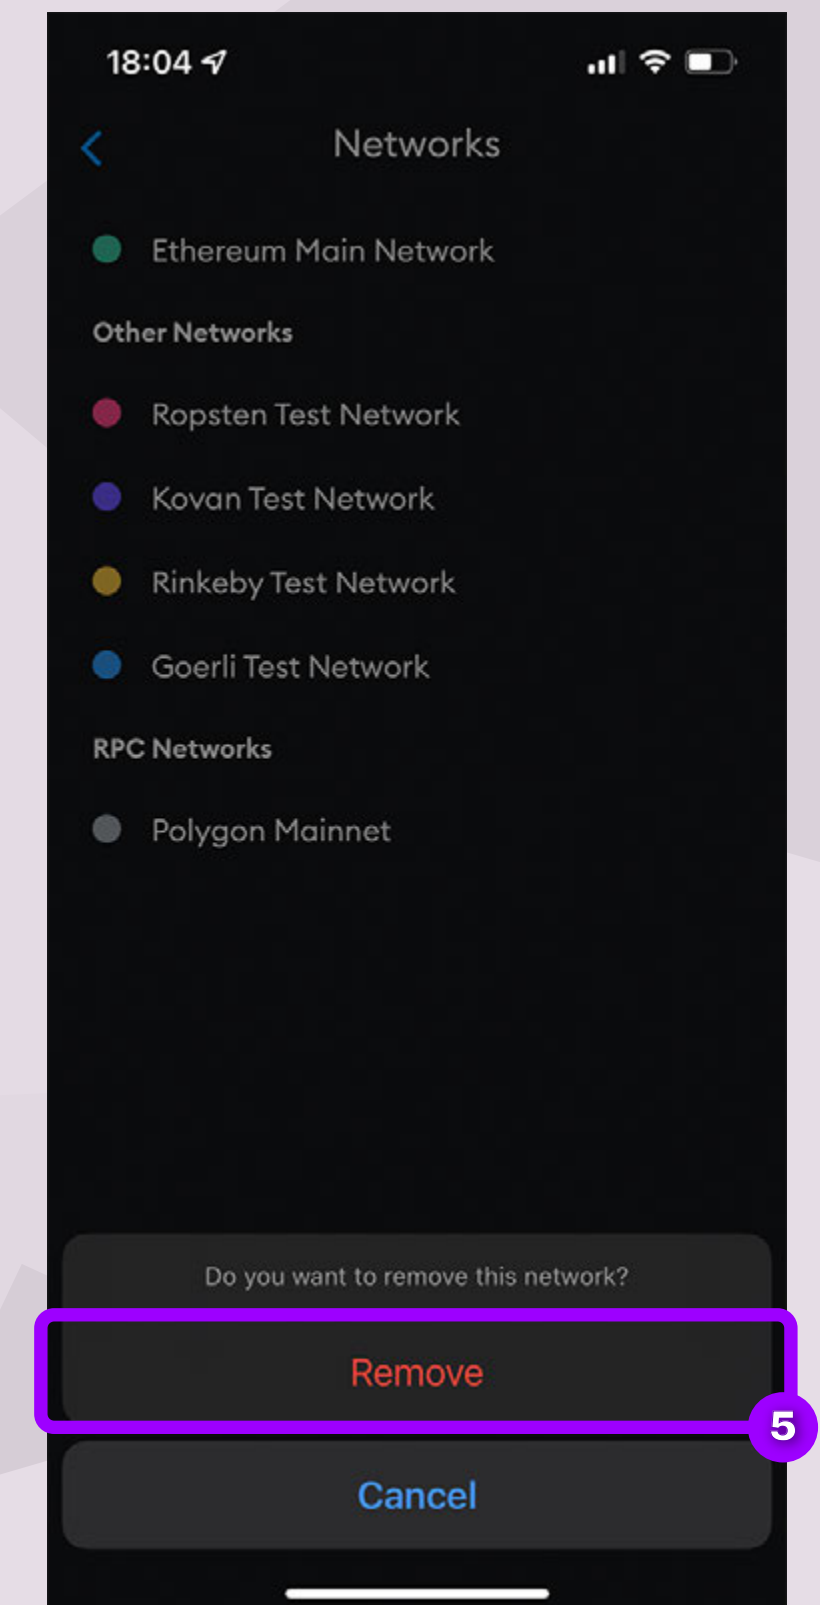 18:04
Networks
Ethereum Main Network
Other Networks
Ropsten Test Network
Kovan Test Network
Rinkeby Test Network
Goerli Test Network
RPC Networks
Polygon Mainnet
Do you want to remove this network?
Remove
5
Cancel